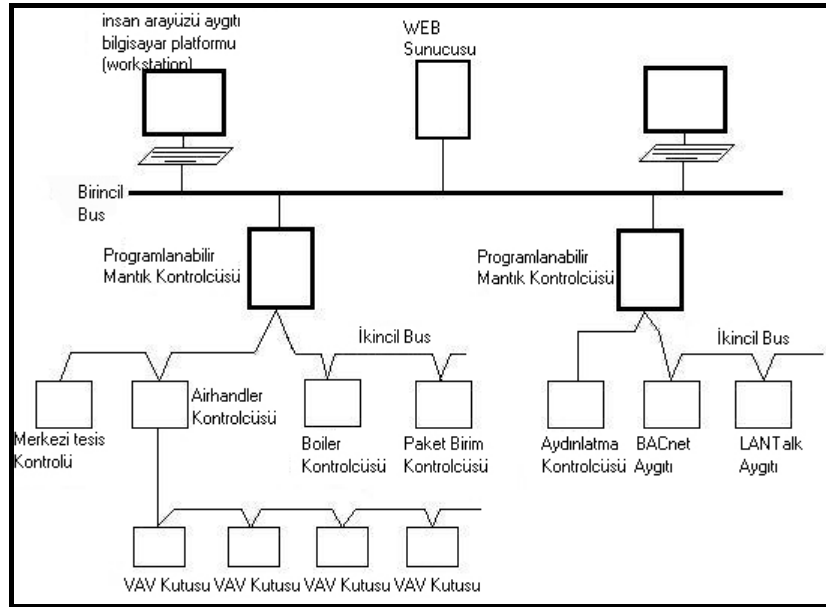 insan arayüzü aygıtı
bilgisayar platformu
(workstation)
WEB
Sunucusu
Birincil
Bus
Programlanabilir
Mantık Kontrolcüsü
Programlanabilir
Mantık Kontrolcüsü
İkincil Bus
İkincil Bus
Merkezi tesis
Kontrolü
Airhandler
Kontrolcüsü
Boiler
Kontrolcüsü
Paket Birim
Kontrolcüsü
Aydınlatma
Kontrolcüsü
BACnet
Aygıtı
LANTalk
Aygıtı
VAV Kutusu
VAV Kutusu
VAV Kutusu
VAV Kutusu